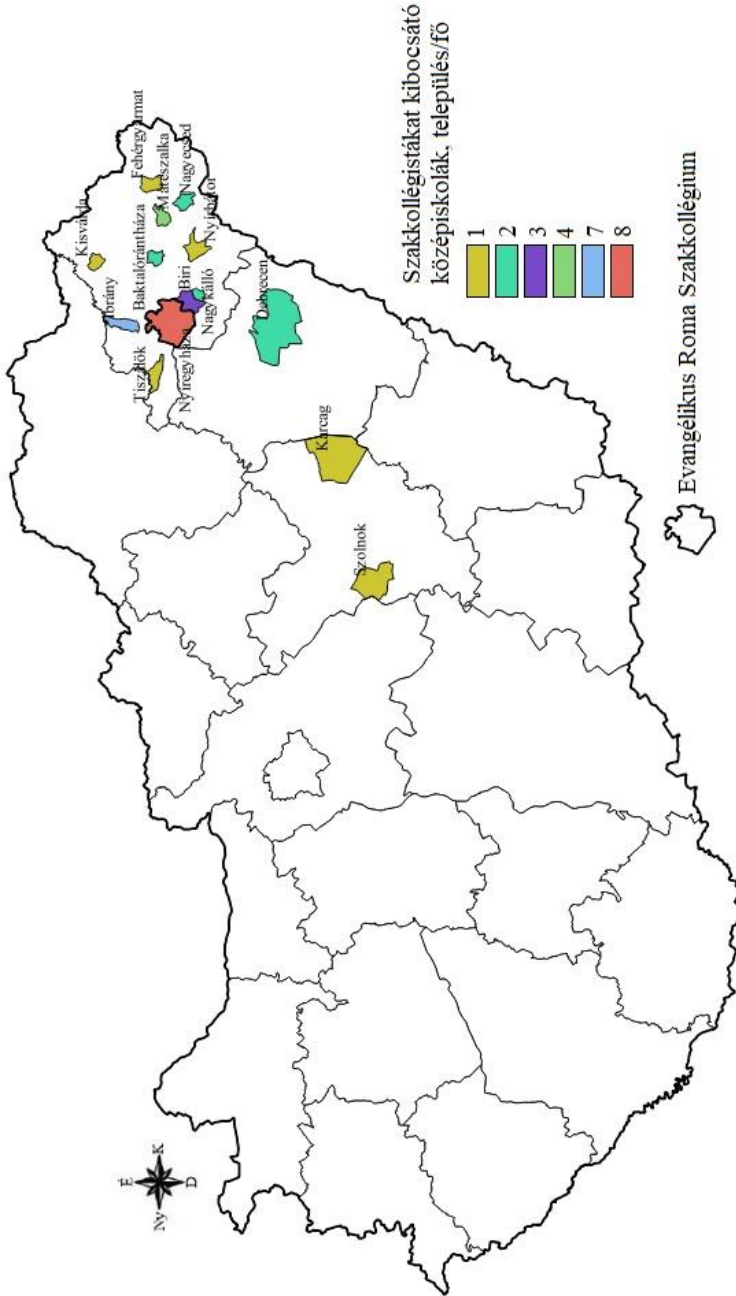 É
Ny
K
D
Kisvárda
Fehérgyarmat
Mátészalka
Nagyecsed
Nyírbátor
Baktalórántháza
Ibrány
Biri
Nagykálló
Tiszalök
Nyíregyháza
Debrecen
Karcag
Szolnok
Szakkollégistákat kibocsátó
középiskolák, település/fő
1
2
3
4
7
8
Evangélikus Roma Szakkollégium